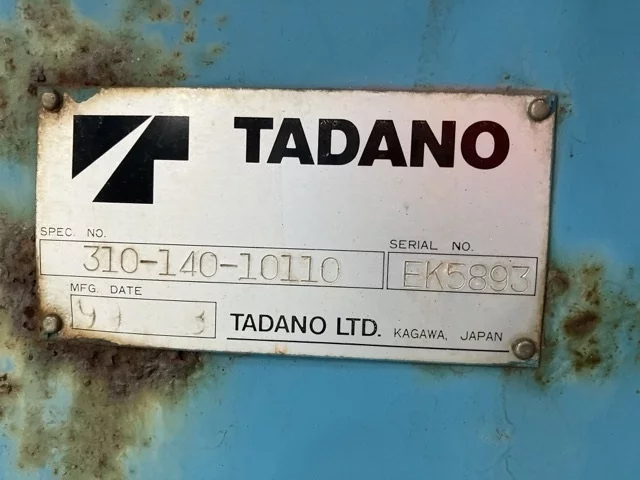 TADANO
SPEC. NO.
310-140-10110
SERIAL NO.
EK5893
MFG. DATE
TADANO LTD. KAGAWA, JAPAN